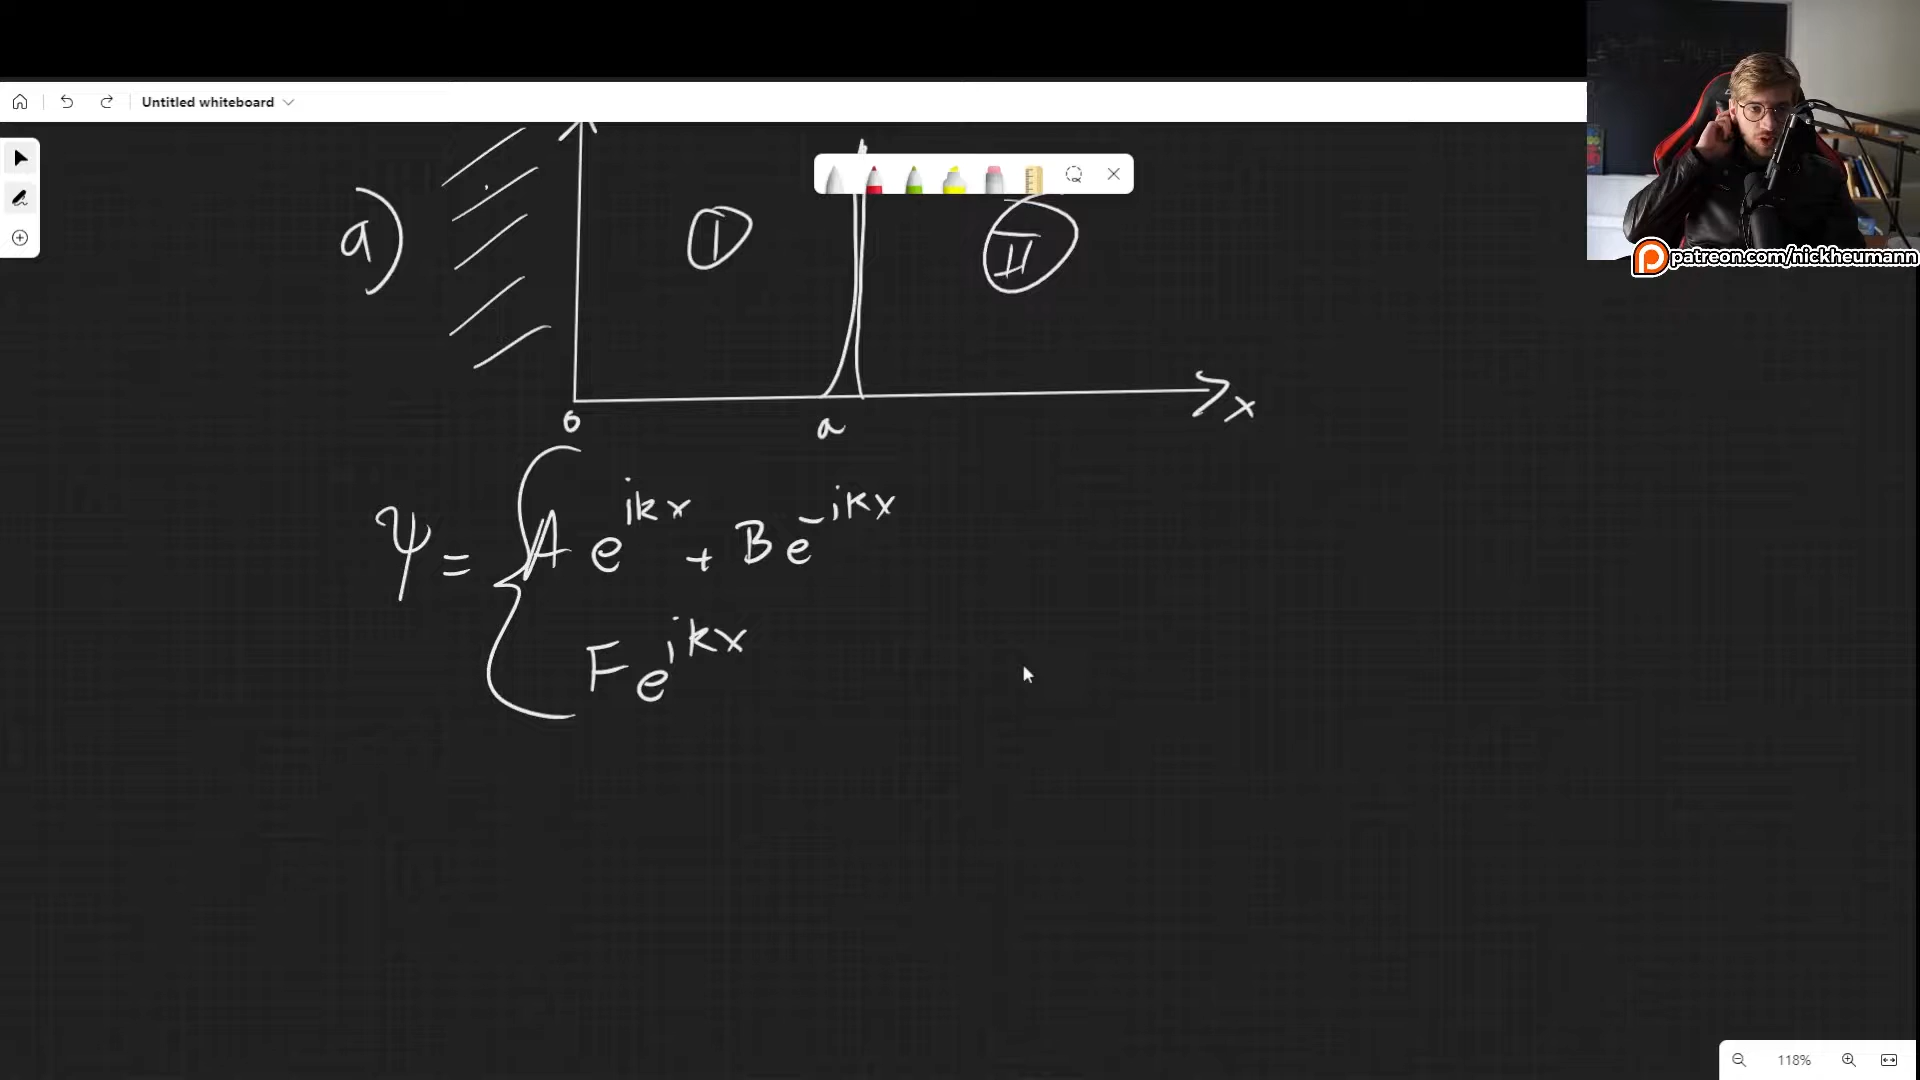 Untitled whiteboard
patreon.com/nickheumann
a)
I
II
0
a
x
ψ = { A e^{ikx} + B e^{-ikx}
F e^{ikx}
118%